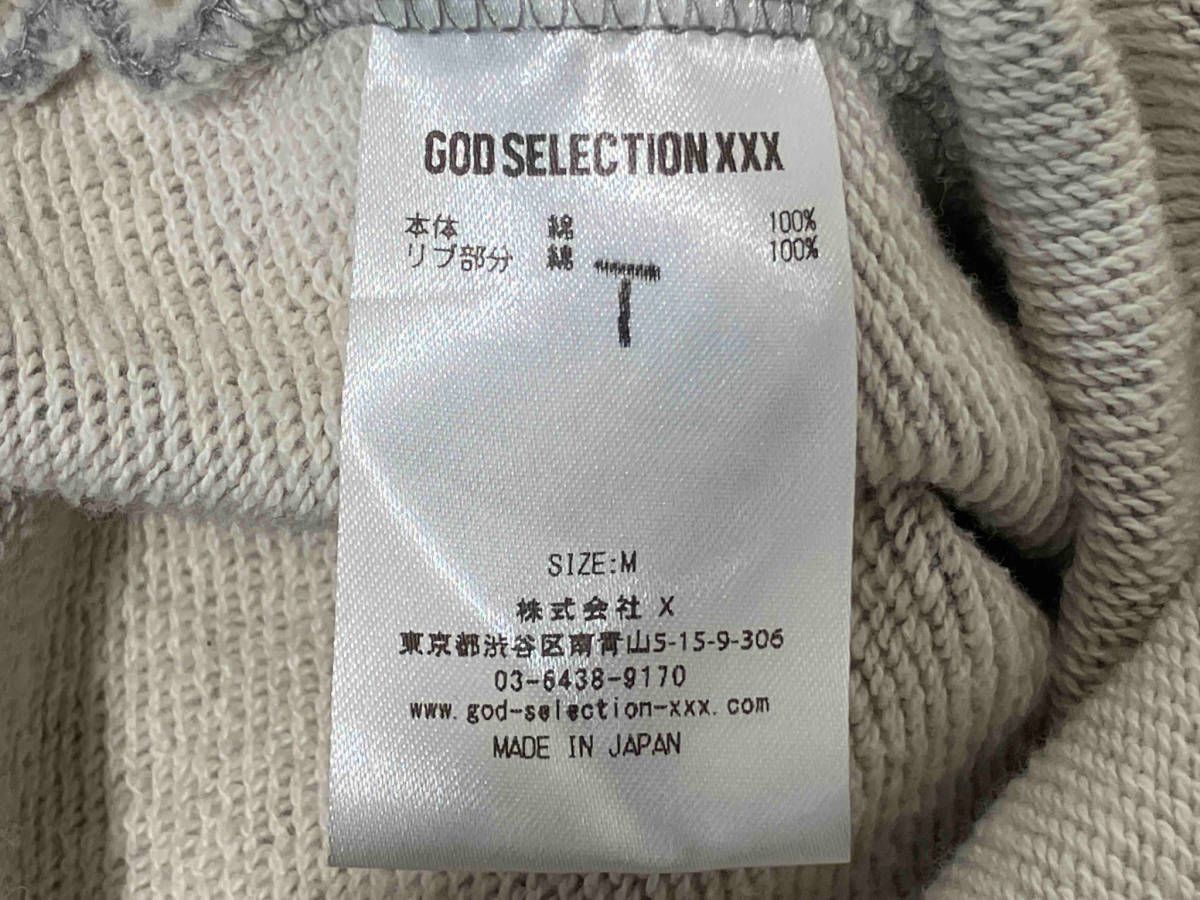 GOD SELECTION XXX
本体 綿 100%
リブ部分 綿 100%
T
SIZE:M
株式会社 X
東京都渋谷区南青山5-15-9-306
03-6438-9170
www.god-selection-xxx.com
MADE IN JAPAN